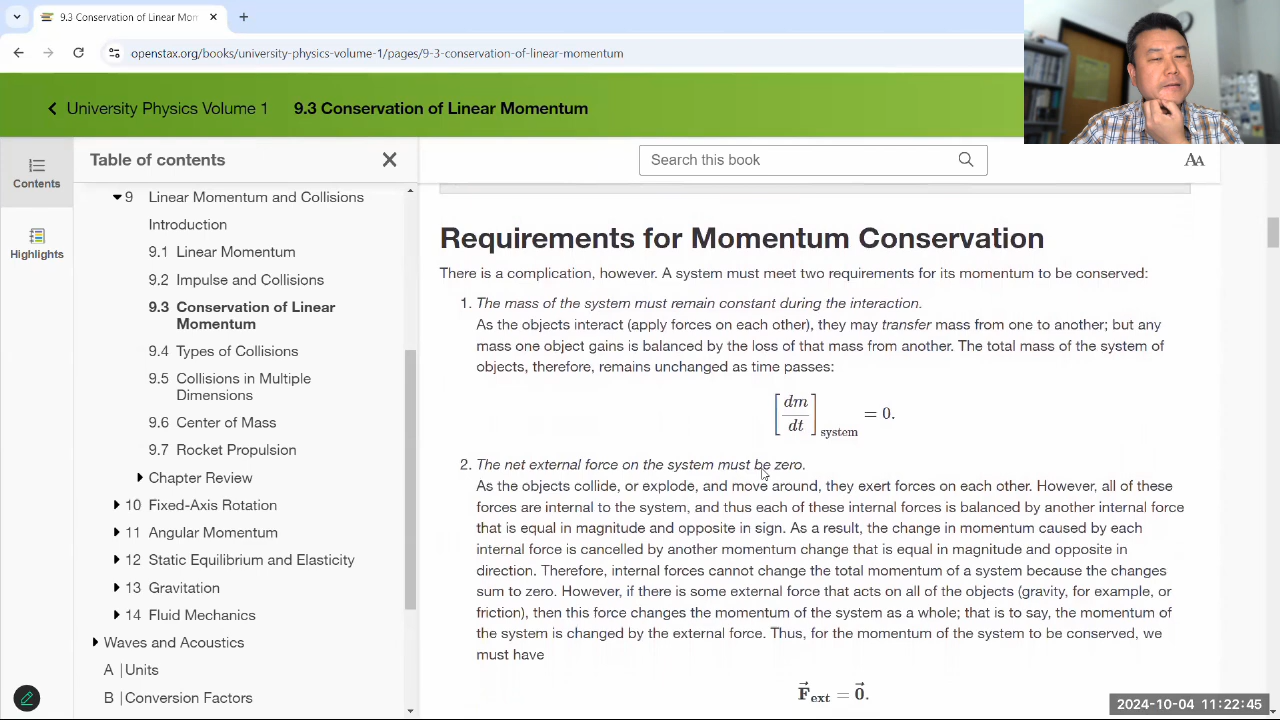 9.3 Conservation of Linear Mom
openstax.org/books/university-physics-volume-1/pages/9-3-conservation-of-linear-momentum
University Physics Volume 1
9.3 Conservation of Linear Momentum
Contents
Highlights
Table of contents
9 Linear Momentum and Collisions
Introduction
9.1 Linear Momentum
9.2 Impulse and Collisions
9.3 Conservation of Linear
Momentum
9.4 Types of Collisions
9.5 Collisions in Multiple
Dimensions
9.6 Center of Mass
9.7 Rocket Propulsion
Chapter Review
10 Fixed-Axis Rotation
11 Angular Momentum
12 Static Equilibrium and Elasticity
13 Gravitation
14 Fluid Mechanics
Waves and Acoustics
A | Units
B | Conversion Factors
Search this book
AA
Requirements for Momentum Conservation
There is a complication, however. A system must meet two requirements for its momentum to be conserved:
1. The mass of the system must remain constant during the interaction.
As the objects interact (apply forces on each other), they may transfer mass from one to another; but any
mass one object gains is balanced by the loss of that mass from another. The total mass of the system of
objects, therefore, remains unchanged as time passes:
[dm/dt]system = 0.
2. The net external force on the system must be zero.
As the objects collide, or explode, and move around, they exert forces on each other. However, all of these
forces are internal to the system, and thus each of these internal forces is balanced by another internal force
that is equal in magnitude and opposite in sign. As a result, the change in momentum caused by each
internal force is cancelled by another momentum change that is equal in magnitude and opposite in
direction. Therefore, internal forces cannot change the total momentum of a system because the changes
sum to zero. However, if there is some external force that acts on all of the objects (gravity, for example, or
friction), then this force changes the momentum of the system as a whole; that is to say, the momentum of
the system is changed by the external force. Thus, for the momentum of the system to be conserved, we
must have
F⃗ext = 0⃗.
2024-10-04 11:22:45